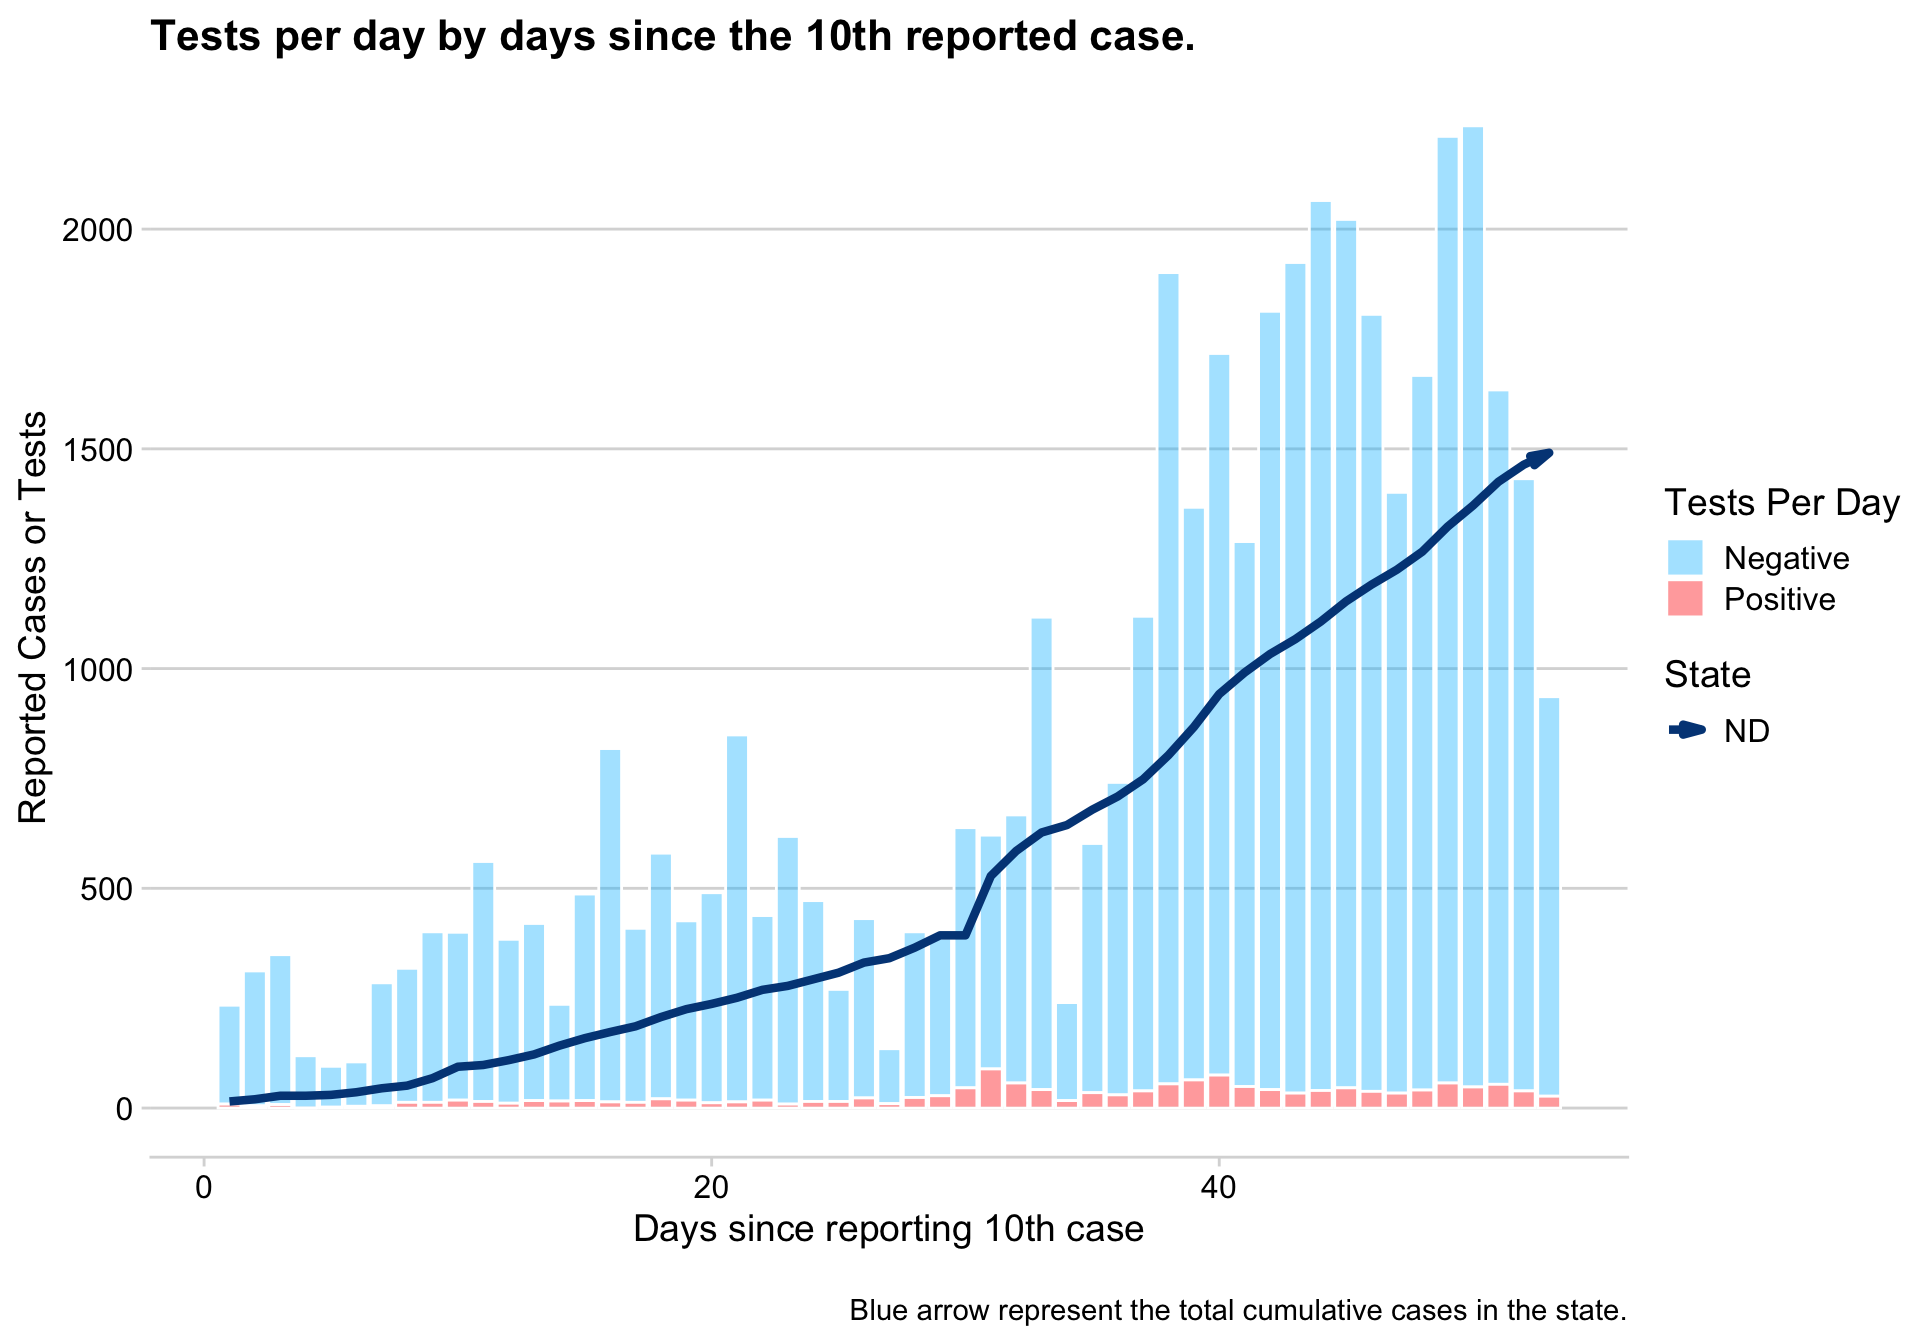 Tests per day by days since the 10th reported case.
Reported Cases or Tests
2000
1500
1000
500
0
0 20 40
Days since reporting 10th case
Tests Per Day
Negative
Positive
State
ND
Blue arrow represent the total cumulative cases in the state.